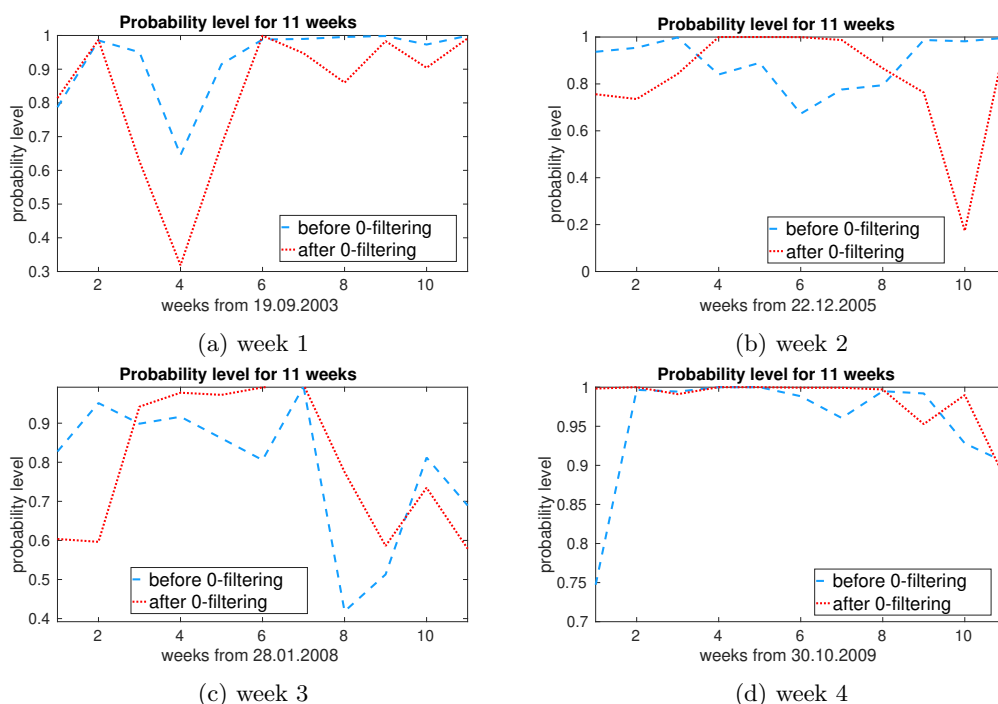 Probability level for 11 weeks
1
0.9
0.8
0.7
0.6
0.5
0.4
0.3
probability level
2 4 6 8 10
weeks from 19.09.2003
before 0-filtering
after 0-filtering
(a) week 1
Probability level for 11 weeks
1
0.8
0.6
0.4
0.2
0
probability level
2 4 6 8 10
weeks from 22.12.2005
before 0-filtering
after 0-filtering
(b) week 2
Probability level for 11 weeks
0.9
0.8
0.7
0.6
0.5
0.4
probability level
2 4 6 8 10
weeks from 28.01.2008
before 0-filtering
after 0-filtering
(c) week 3
Probability level for 11 weeks
1
0.95
0.9
0.85
0.8
0.75
0.7
probability level
2 4 6 8 10
weeks from 30.10.2009
before 0-filtering
after 0-filtering
(d) week 4